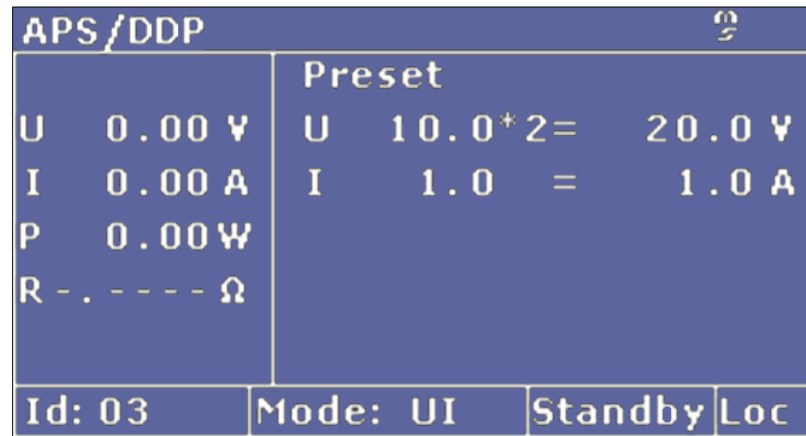 APS/DDP ms
Preset
U 0.00 V
U 10.0*2= 20.0 V
I 0.00 A
I 1.0 = 1.0 A
P 0.00 W
R -.---- Ω
Id: 03
Mode: UI
Standby
Loc